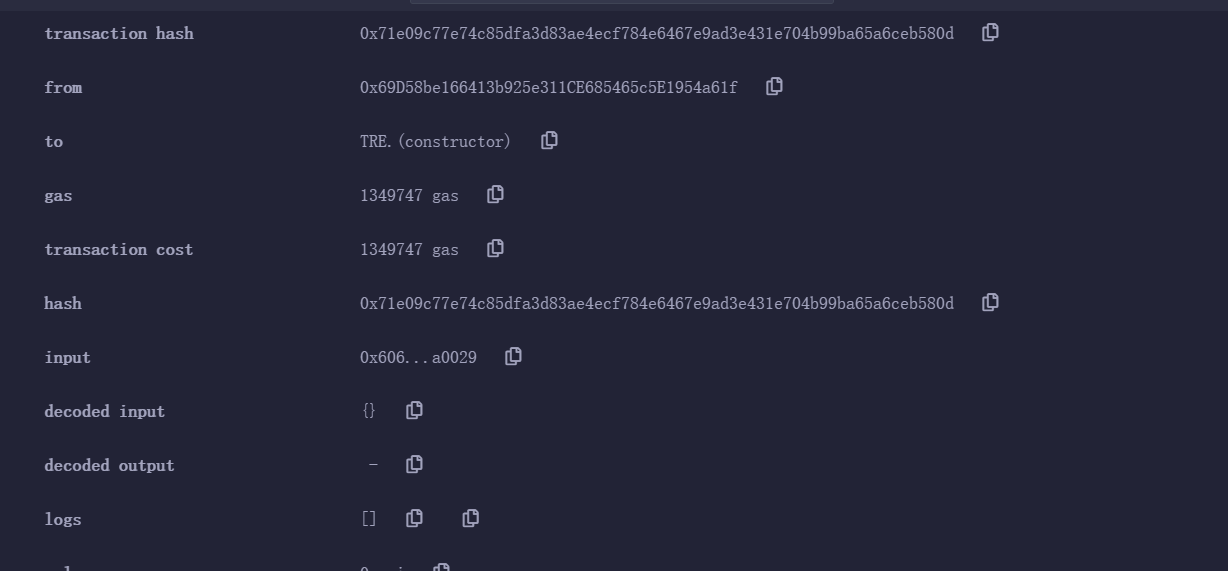 transaction hash 0x71e09c77e74c85dfa3d83ae4ecf784e6467e9ad3e431e704b99ba65a6ceb580d
from 0x69D58be166413b925e311CE685465c5E1954a61f
to TRE.(constructor)
gas 1349747 gas
transaction cost 1349747 gas
hash 0x71e09c77e74c85dfa3d83ae4ecf784e6467e9ad3e431e704b99ba65a6ceb580d
input 0x606...a0029
decoded input {}
decoded output -
logs []